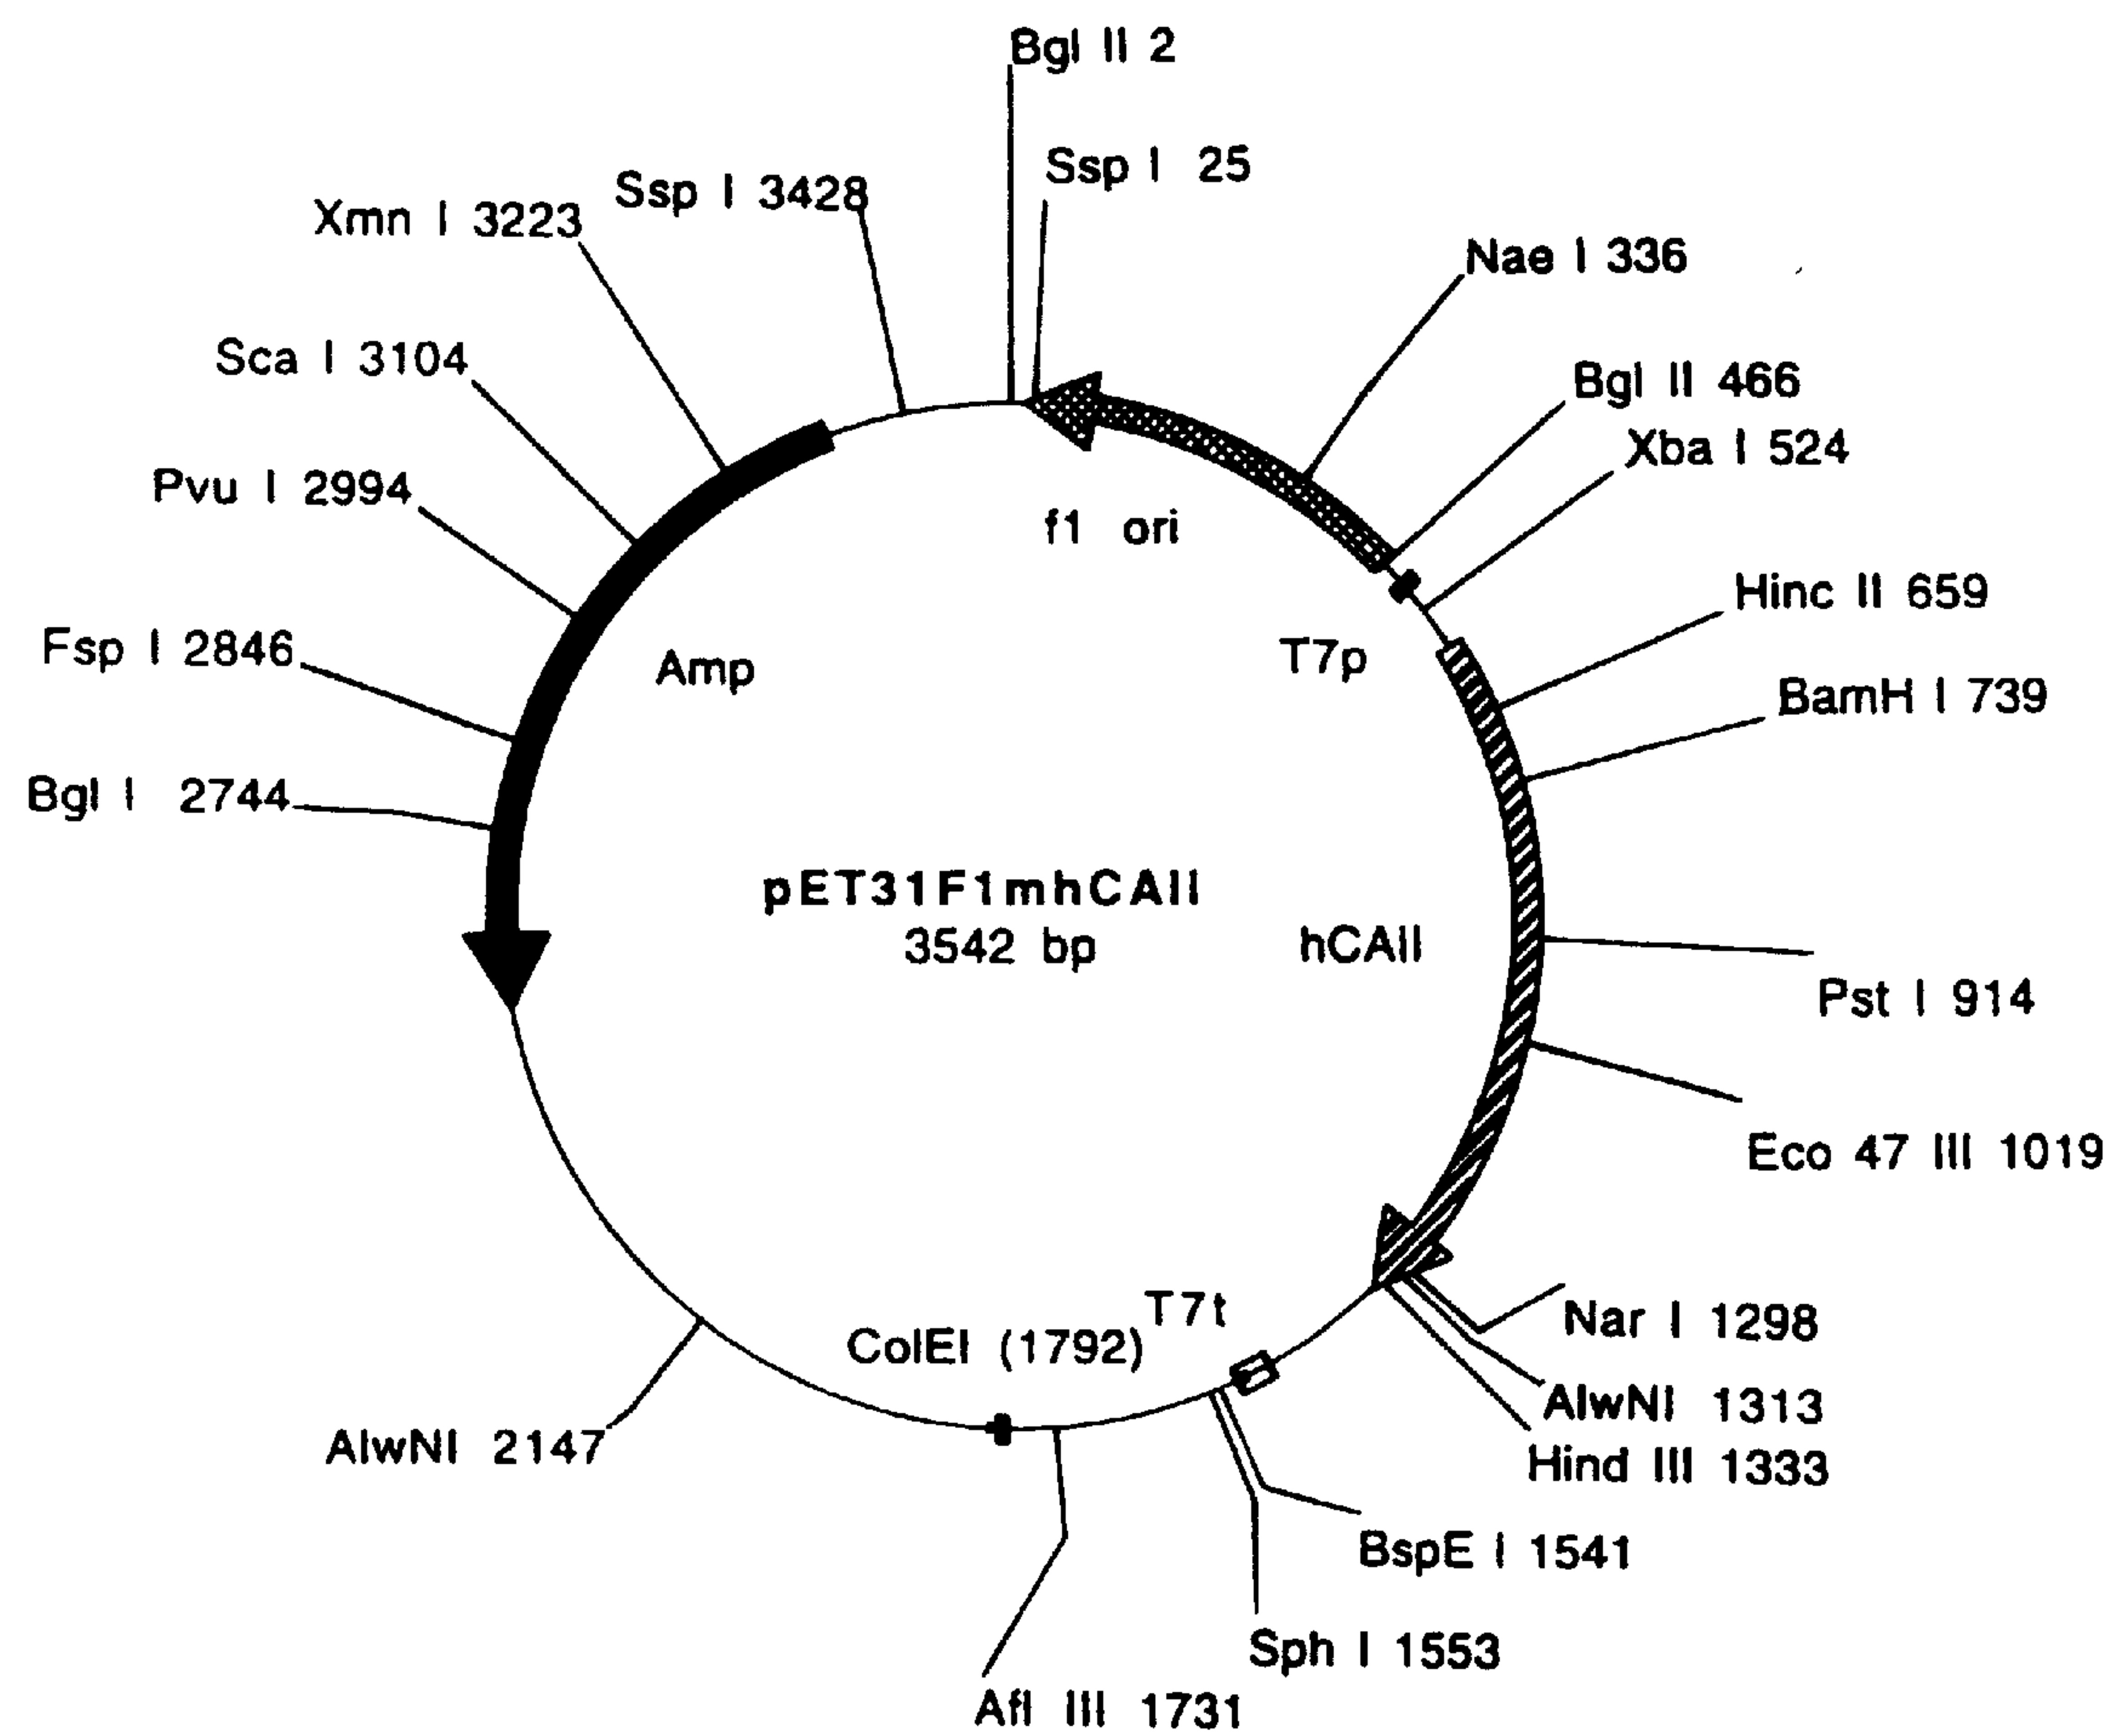 Bgl II 2
Ssp I 25
Ssp I 3428
Xmn I 3223
Nae I 336
Sca I 3104
Bgl II 466
Xba I 524
Pvu I 2994
f1 ori
Hinc II 659
Fsp I 2846
Amp
T7p
BamH I 739
Bgl I 2744
pET31F1mhCAII
3542 bp
hCAII
Pst I 914
Eco 47 III 1019
T7t
Nar I 1298
ColEI (1792)
AlwNI 1313
AlwNI 2147
Hind III 1333
BspE I 1541
Sph I 1553
Afl III 1731